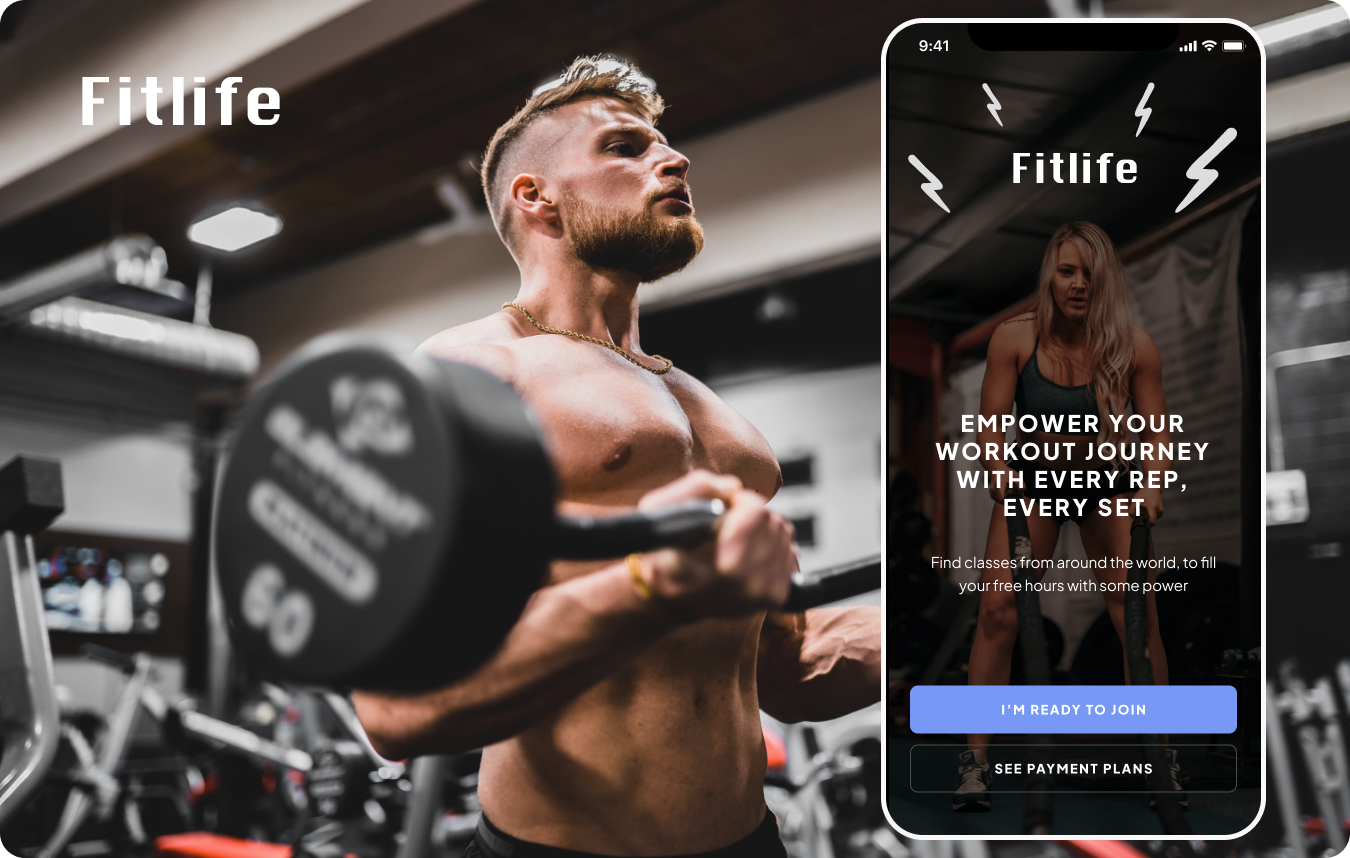 Fitlife
9:41
Fitlife
EMPOWER YOUR
WORKOUT JOURNEY
WITH EVERY REP,
EVERY SET
Find classes from around the world, to fill
your free hours with some power
I'M READY TO JOIN
SEE PAYMENT PLANS
60